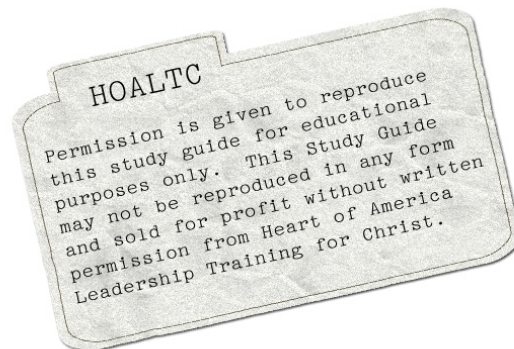 HOALTC
Permission is given to reproduce
this study guide for educational
purposes only.  This Study Guide
may not be reproduced in any form
and sold for profit without written
permission from Heart of America
Leadership Training for Christ.